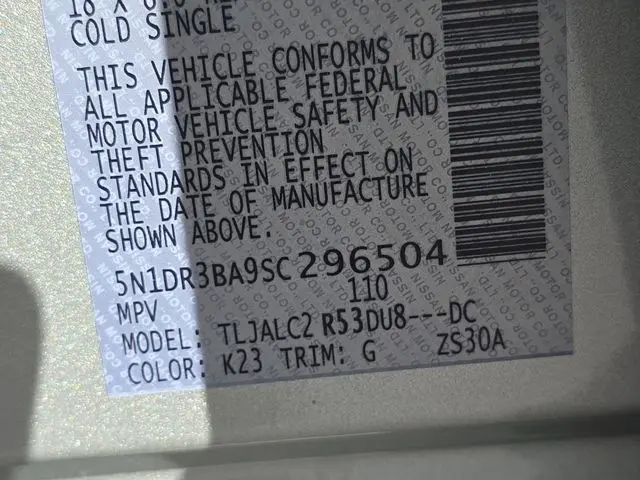 COLD SINGLE
THIS VEHICLE CONFORMS TO
ALL APPLICABLE FEDERAL
MOTOR VEHICLE SAFETY AND
THEFT PREVENTION
STANDARDS IN EFFECT ON
THE DATE OF MANUFACTURE
SHOWN ABOVE.
5N1DR3BA9SC296504
MPV 110
MODEL: TLJALC2 R53DU8---DC
COLOR: K23 TRIM: G ZS30A